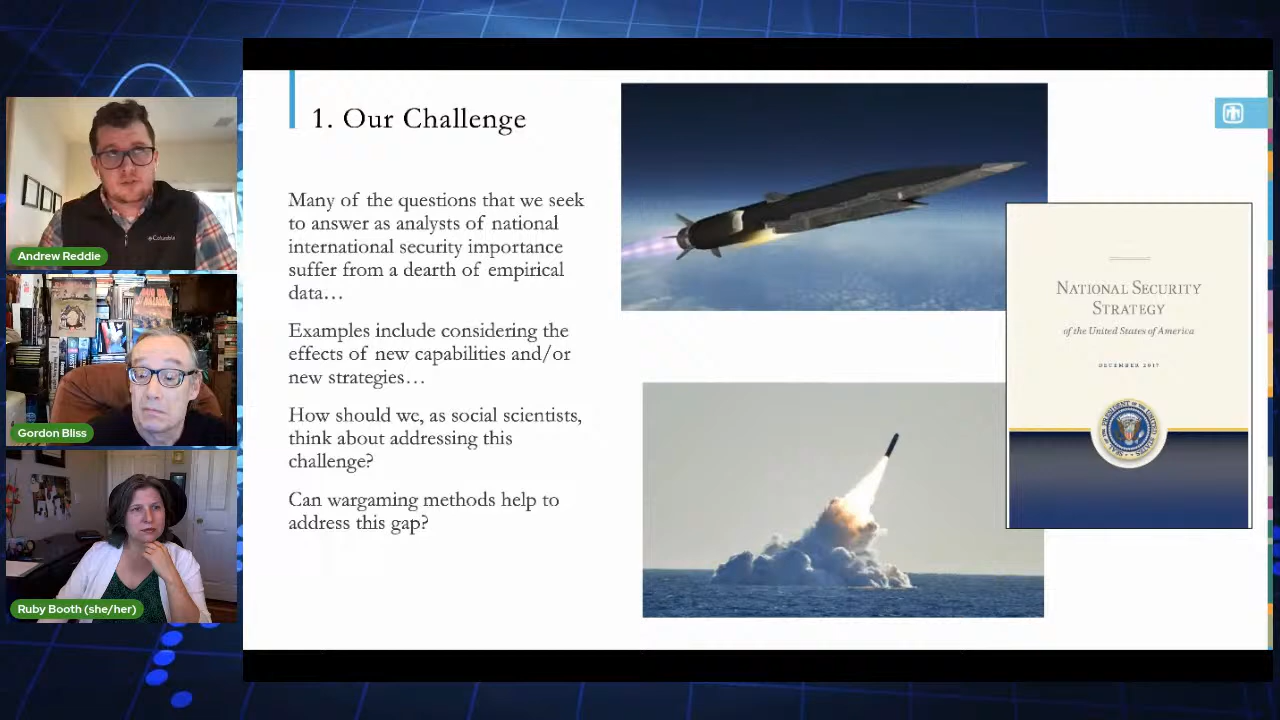 1. Our Challenge
Many of the questions that we seek
to answer as analysts of national
international security importance
suffer from a dearth of empirical
data…
Examples include considering the
effects of new capabilities and/or
new strategies…
How should we, as social scientists,
think about addressing this
challenge?
Can wargaming methods help to
address this gap?
NATIONAL SECURITY
STRATEGY
of the United States of America
DECEMBER 2017
Columbia
Andrew Reddie
Gordon Bliss
Ruby Booth (she/her)